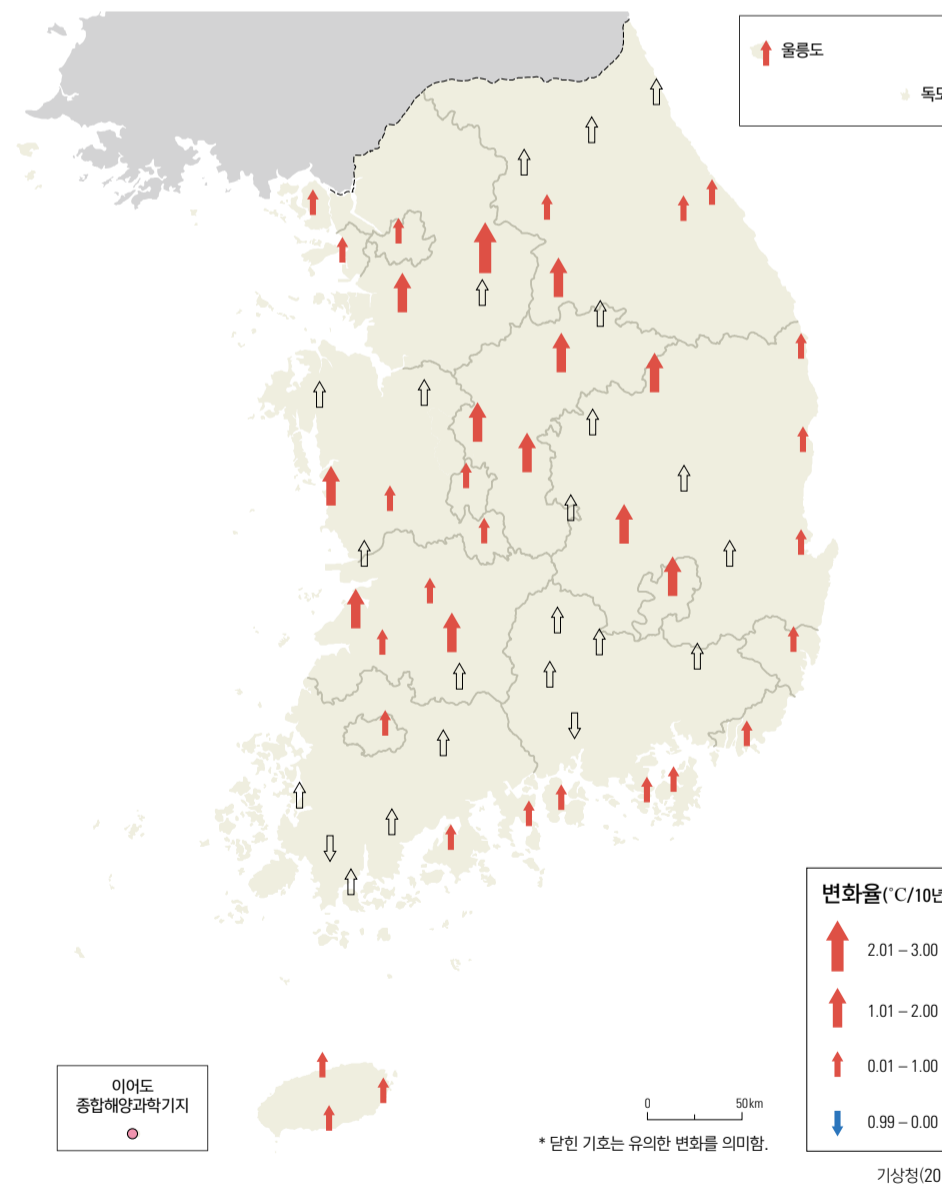 울릉도
독도
변화율(°C/10년
2.01 – 3.00
1.01 – 2.00
0.01 – 1.00
0.99 – 0.00
이어도
종합해양과학기지
0 50km
* 닫힌 기호는 유의한 변화를 의미함.
기상청(20